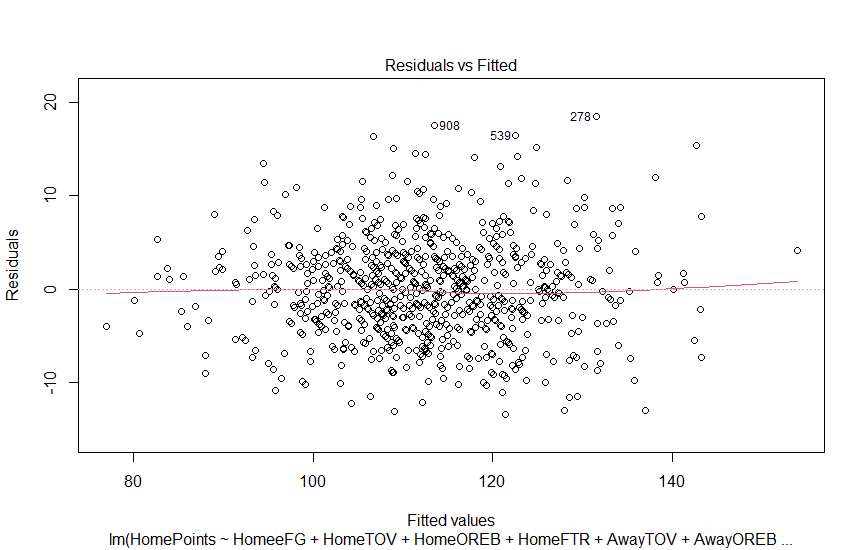 Residuals vs Fitted
20
10
0
-10
Residuals
908
539
278
80
100
120
140
Fitted values
lm(HomePoints ~ HomeeFG + HomeTOV + HomeOREB + HomeFTR + AwayTOV + AwayOREB ...